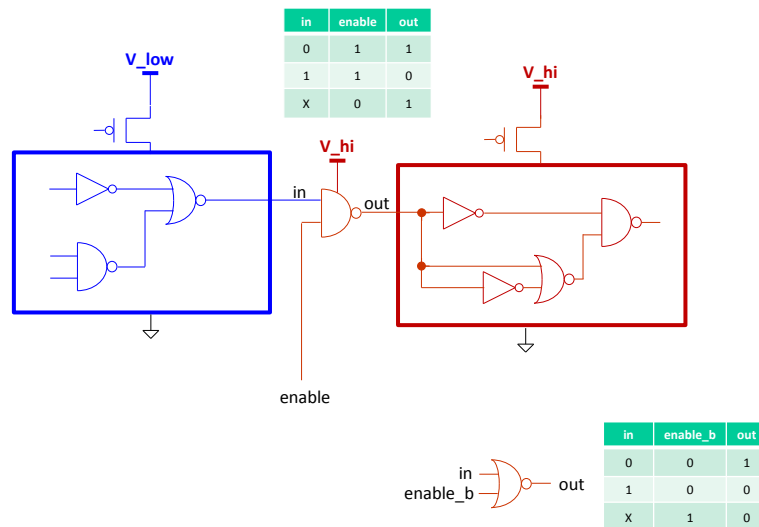 in enable out
0 1 1
1 1 0
X 0 1
V_low
V_hi
V_hi
in
out
enable
in
enable_b
out
in enable_b out
0 0 1
1 0 0
X 1 0